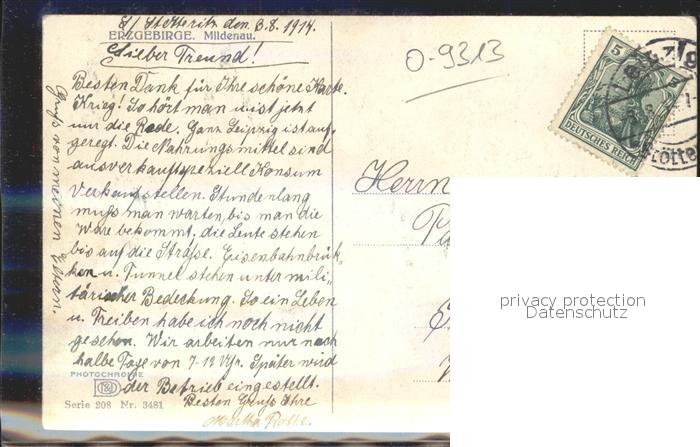 L/ Stötteritz den 3.8.1914.
ERZGEBIRGE. Mildenau.
Lieber Freund!
Besten Dank für Ihre schöne Karte.
Krieg! So hört man u. ist jetzt
nur die Rede. Ganz Leipzig ist auf-
geregt. Die Nahrungsmittel sind
ausverkauft speziell Konsum
Verkaufstellen. Stundenlang
muß man warten, bis man die
Ware bekommt. die Leute stehen
bis auf die Straße. Eisenbahnbrük-
ken u. Tunnel stehen unter mili-
tärischer Bedeckung. So ein Leben
u. Treiben habe ich noch nicht
gesehen. Wir arbeiten nur noch
halbe Tage von 7-12 Uhr. Später wird
der Betrieb eingestellt.
Besten Gruß Ihre
Martha Rothe.
Gruß von meinen Eltern.
PHOTOCHROMIE
Serie 208 Nr. 3481
O-9313
5
DEUTSCHES REICH
Herrn
privacy protection
Datenschutz